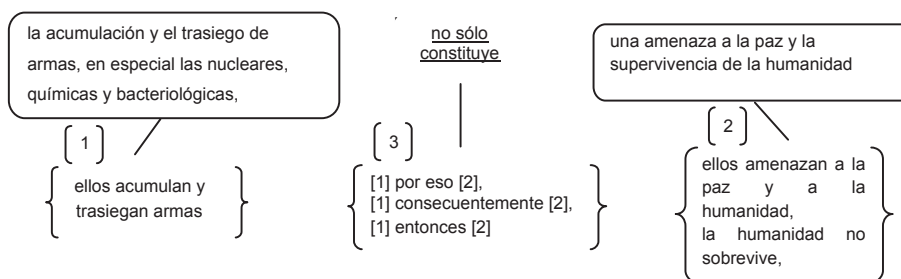 la acumulación y el trasiego de
armas, en especial las nucleares,
químicas y bacteriológicas,
no sólo
constituye
una amenaza a la paz y la
supervivencia de la humanidad
[1]
ellos acumulan y
trasiegan armas
[3]
[1] por eso [2],
[1] consecuentemente [2],
[1] entonces [2]
[2]
ellos amenazan a la
paz y a la
humanidad,
la humanidad no
sobrevive,